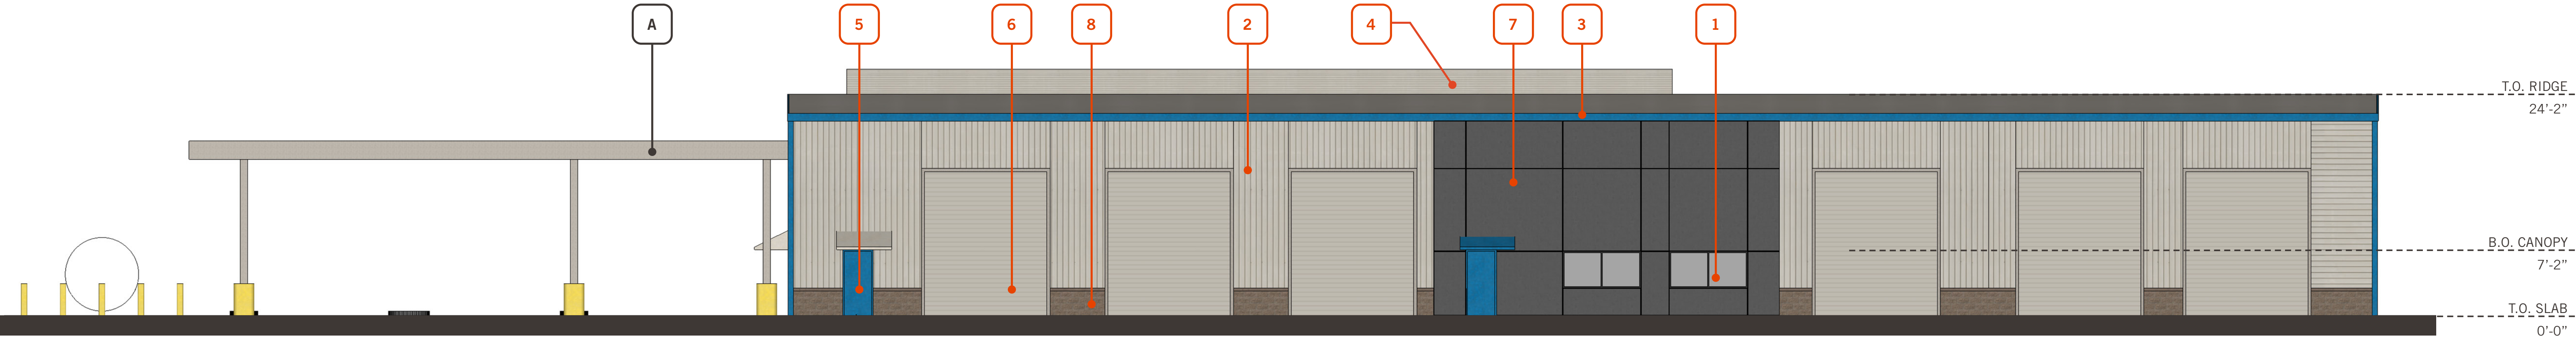 A 5 6 8 2 4 7 3 1
T.O. RIDGE
24'-2"
B.O. CANOPY
7'-2"
T.O. SLAB
0'-0"